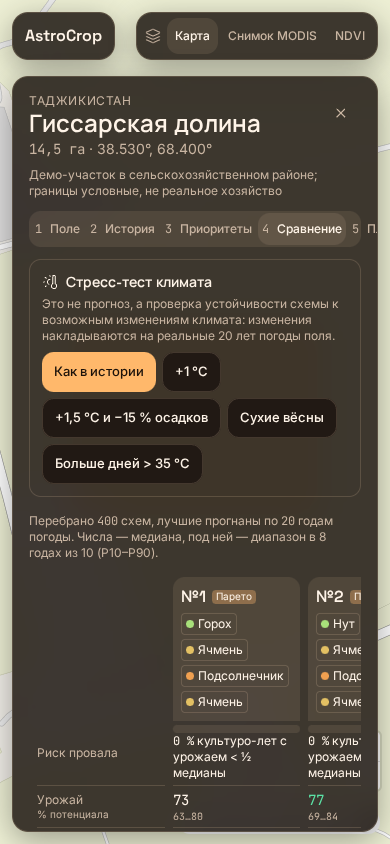 AstroCrop
Карта Снимок MODIS NDVI
ТАДЖИКИСТАН
Гиссарская долина
14,5 га · 38.530°, 68.400°
Демо-участок в сельскохозяйственном районе;
границы условные, не реальное хозяйство
1 Поле 2 История 3 Приоритеты 4 Сравнение 5
Стресс-тест климата
Это не прогноз, а проверка устойчивости схемы к
возможным изменениям климата: изменения
накладываются на реальные 20 лет погоды поля.
Как в истории +1 °C
+1,5 °C и −15 % осадков Сухие вёсны
Больше дней > 35 °C
Перебрано 400 схем, лучшие прогнаны по 20 годам
погоды. Числа — медиана, под ней — диапазон в 8
годах из 10 (P10–P90).
№1 Парето №2
Горох Нут
Ячмень Ячме
Подсолнечник Подс
Ячмень Ячме
Риск провала
0 % культуро-лет с
урожаем < ½
медианы
0 % культ
урожаем
медианы
Урожай 73 77
% потенциала 63…80 69…84